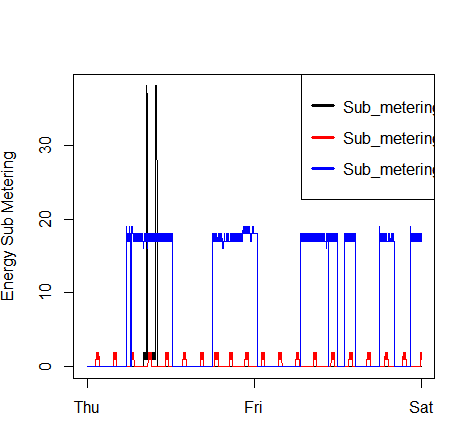 Sub_metering
Sub_metering
Sub_metering
Energy Sub Metering
0
10
20
30
Thu
Fri
Sat